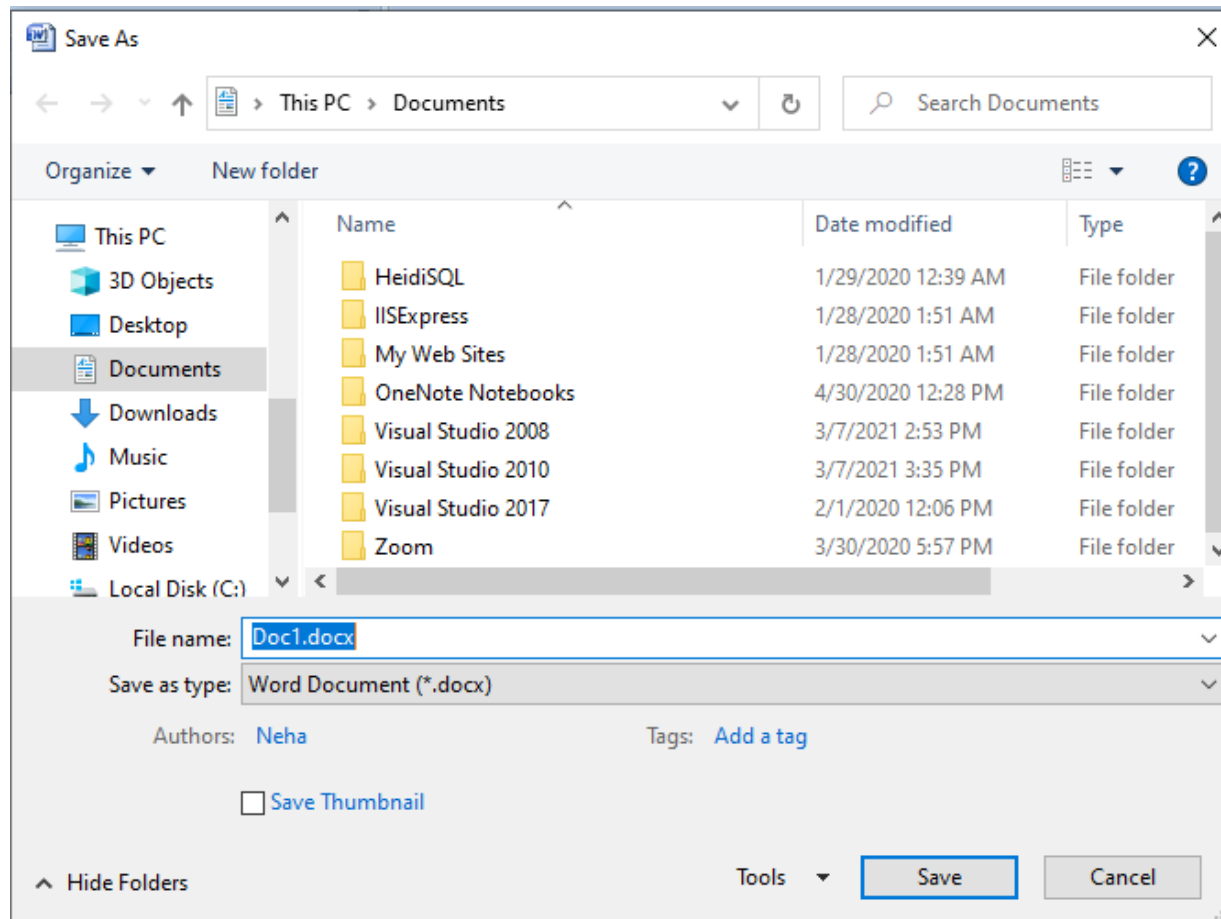 Save As
This PC > Documents
Search Documents
Organize
New folder
Name Date modified Type
This PC
3D Objects
Desktop
Documents
Downloads
Music
Pictures
Videos
Local Disk (C:)
HeidiSQL 1/29/2020 12:39 AM File folder
IISExpress 1/28/2020 1:51 AM File folder
My Web Sites 1/28/2020 1:51 AM File folder
OneNote Notebooks 4/30/2020 12:28 PM File folder
Visual Studio 2008 3/7/2021 2:53 PM File folder
Visual Studio 2010 3/7/2021 3:35 PM File folder
Visual Studio 2017 2/1/2020 12:06 PM File folder
Zoom 3/30/2020 5:57 PM File folder
File name: Doc1.docx
Save as type: Word Document (*.docx)
Authors: Neha Tags: Add a tag
Save Thumbnail
Hide Folders Tools Save Cancel